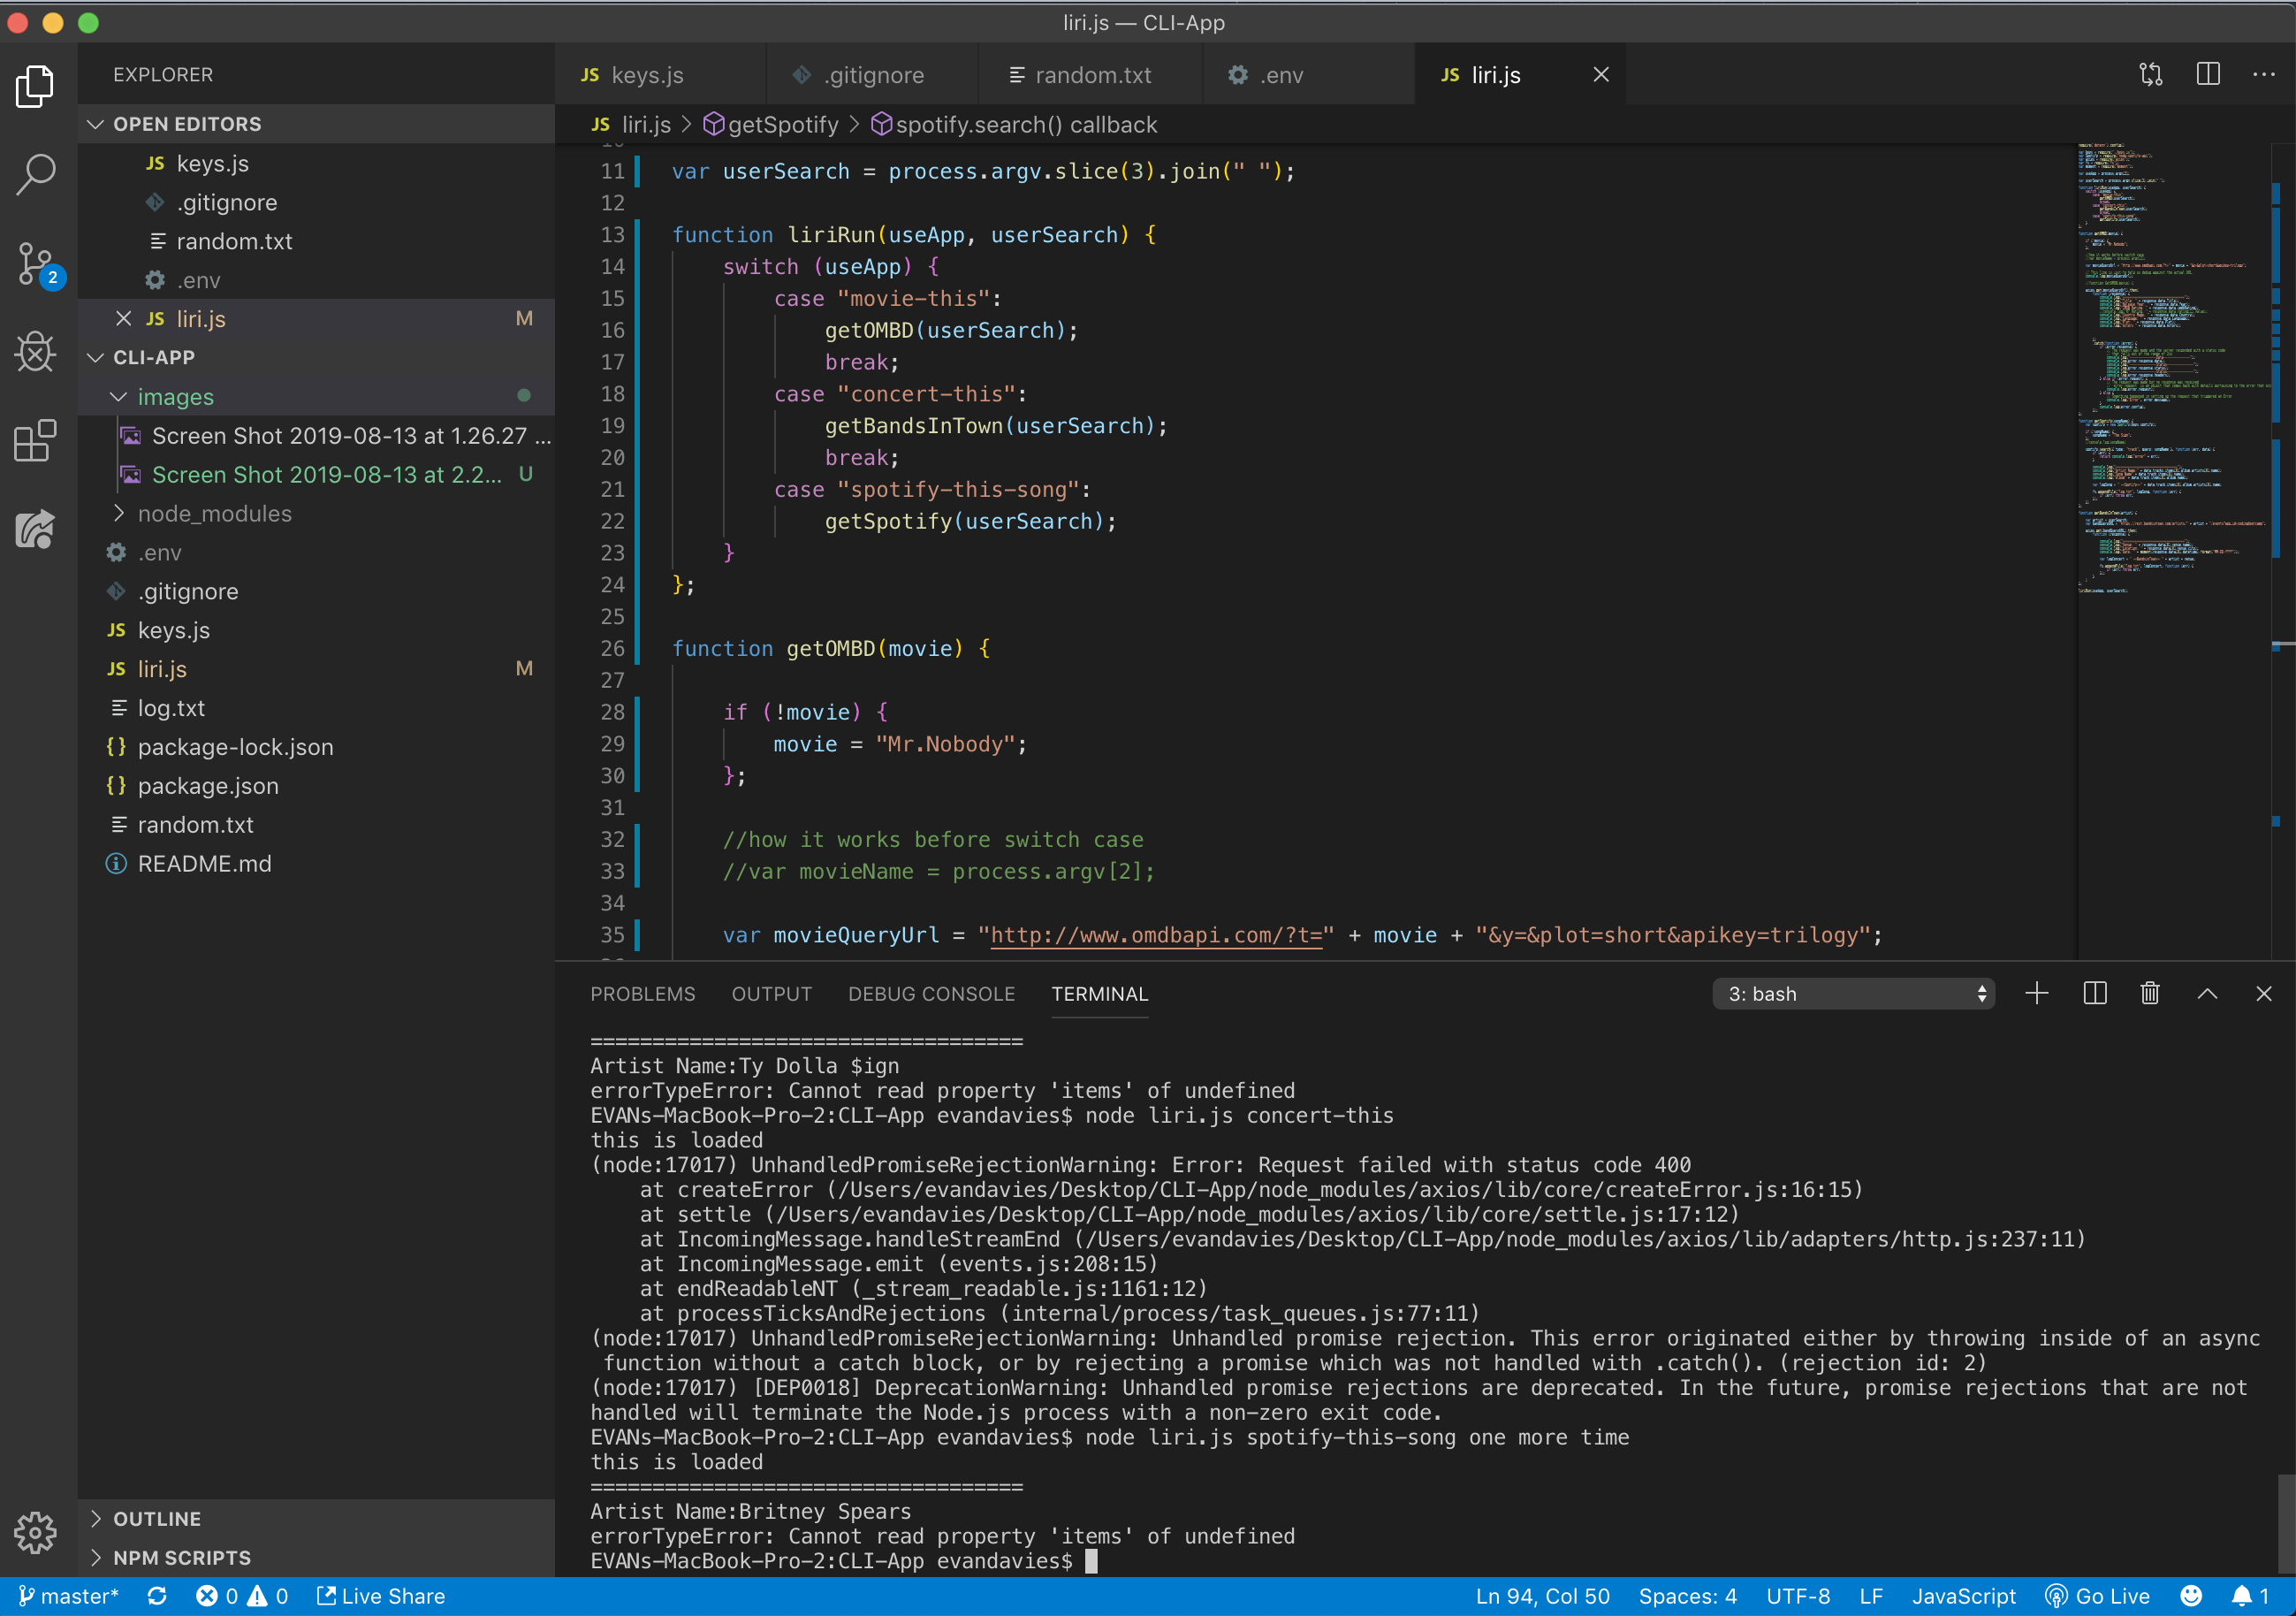 liri.js — CLI-App
EXPLORER
OPEN EDITORS
JS keys.js
.gitignore
random.txt
.env
JS liri.js M
CLI-APP
images
Screen Shot 2019-08-13 at 1.26.27 ...
Screen Shot 2019-08-13 at 2.2... U
node_modules
.env
.gitignore
JS keys.js
JS liri.js M
log.txt
{} package-lock.json
{} package.json
random.txt
README.md
OUTLINE
NPM SCRIPTS
2
JS keys.js
.gitignore
random.txt
.env
JS liri.js
JS liri.js > getSpotify > spotify.search() callback
11 var userSearch = process.argv.slice(3).join(" ");
12
13 function liriRun(useApp, userSearch) {
14 switch (useApp) {
15 case "movie-this":
16 getOMBD(userSearch);
17 break;
18 case "concert-this":
19 getBandsInTown(userSearch);
20 break;
21 case "spotify-this-song":
22 getSpotify(userSearch);
23 }
24 };
25
26 function getOMBD(movie) {
27
28 if (!movie) {
29 movie = "Mr.Nobody";
30 };
31
32 //how it works before switch case
33 //var movieName = process.argv[2];
34
35 var movieQueryUrl = "http://www.omdbapi.com/?t=" + movie + "&y=&plot=short&apikey=trilogy";
PROBLEMS OUTPUT DEBUG CONSOLE TERMINAL 3: bash
===================================
Artist Name:Ty Dolla $ign
errorTypeError: Cannot read property 'items' of undefined
EVANs-MacBook-Pro-2:CLI-App evandavies$ node liri.js concert-this
this is loaded
(node:17017) UnhandledPromiseRejectionWarning: Error: Request failed with status code 400
at createError (/Users/evandavies/Desktop/CLI-App/node_modules/axios/lib/core/createError.js:16:15)
at settle (/Users/evandavies/Desktop/CLI-App/node_modules/axios/lib/core/settle.js:17:12)
at IncomingMessage.handleStreamEnd (/Users/evandavies/Desktop/CLI-App/node_modules/axios/lib/adapters/http.js:237:11)
at IncomingMessage.emit (events.js:208:15)
at endReadableNT (_stream_readable.js:1161:12)
at processTicksAndRejections (internal/process/task_queues.js:77:11)
(node:17017) UnhandledPromiseRejectionWarning: Unhandled promise rejection. This error originated either by throwing inside of an async
function without a catch block, or by rejecting a promise which was not handled with .catch(). (rejection id: 2)
(node:17017) [DEP0018] DeprecationWarning: Unhandled promise rejections are deprecated. In the future, promise rejections that are not
handled will terminate the Node.js process with a non-zero exit code.
EVANs-MacBook-Pro-2:CLI-App evandavies$ node liri.js spotify-this-song one more time
this is loaded
===================================
Artist Name:Britney Spears
errorTypeError: Cannot read property 'items' of undefined
EVANs-MacBook-Pro-2:CLI-App evandavies$
master* 0 0 Live Share Ln 94, Col 50 Spaces: 4 UTF-8 LF JavaScript Go Live 1